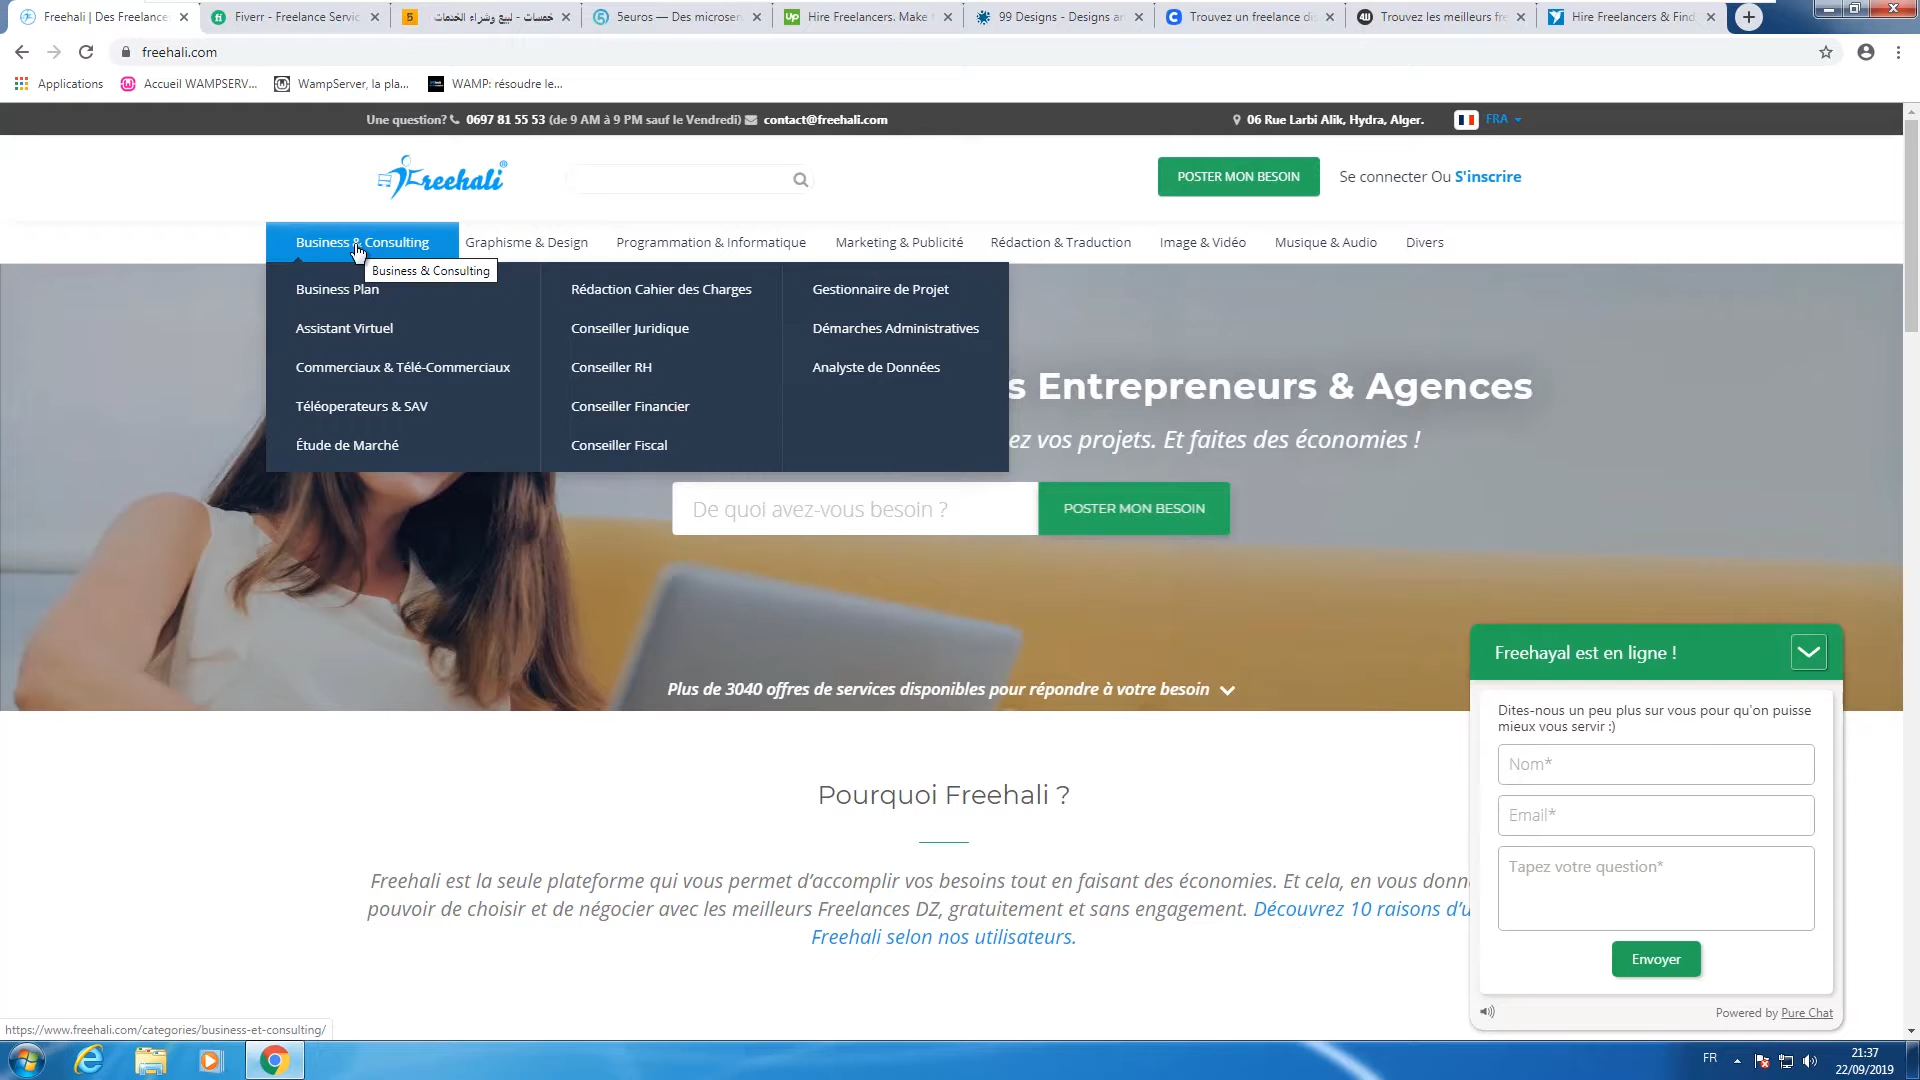 Freehali | Des Freelance
Fiverr - Freelance Servic
خمسات - لبيع وشراء الخدمات
5euros — Des microser
Hire Freelancers. Make
99 Designs - Designs an
Trouvez un freelance di
Trouvez les meilleurs fre
Hire Freelancers & Find
freehali.com
Applications
Accueil WAMPSERV...
WampServer, la pla...
WAMP: résoudre le...
Une question? 0697 81 55 53 (de 9 AM à 9 PM sauf le Vendredi) contact@freehali.com
06 Rue Larbi Alik, Hydra, Alger.
FRA
Freehali
POSTER MON BESOIN
Se connecter Ou S'inscrire
Business & Consulting
Graphisme & Design
Programmation & Informatique
Marketing & Publicité
Rédaction & Traduction
Image & Vidéo
Musique & Audio
Divers
Business & Consulting
Business Plan
Rédaction Cahier des Charges
Gestionnaire de Projet
Assistant Virtuel
Conseiller Juridique
Démarches Administratives
Commerciaux & Télé-Commerciaux
Conseiller RH
Analyste de Données
Téléoperateurs & SAV
Conseiller Financier
Étude de Marché
Conseiller Fiscal
s Entrepreneurs & Agences
ez vos projets. Et faites des économies !
De quoi avez-vous besoin ?
POSTER MON BESOIN
Plus de 3040 offres de services disponibles pour répondre à votre besoin
Pourquoi Freehali ?
Freehali est la seule plateforme qui vous permet d’accomplir vos besoins tout en faisant des économies. Et cela, en vous donn
pouvoir de choisir et de négocier avec les meilleurs Freelances DZ, gratuitement et sans engagement. Découvrez 10 raisons d’u
Freehali selon nos utilisateurs.
Freehayal est en ligne !
Dites-nous un peu plus sur vous pour qu'on puisse
mieux vous servir :)
Nom*
Email*
Tapez votre question*
Envoyer
Powered by Pure Chat
https://www.freehali.com/categories/business-et-consulting/
FR
21:37
22/09/2019